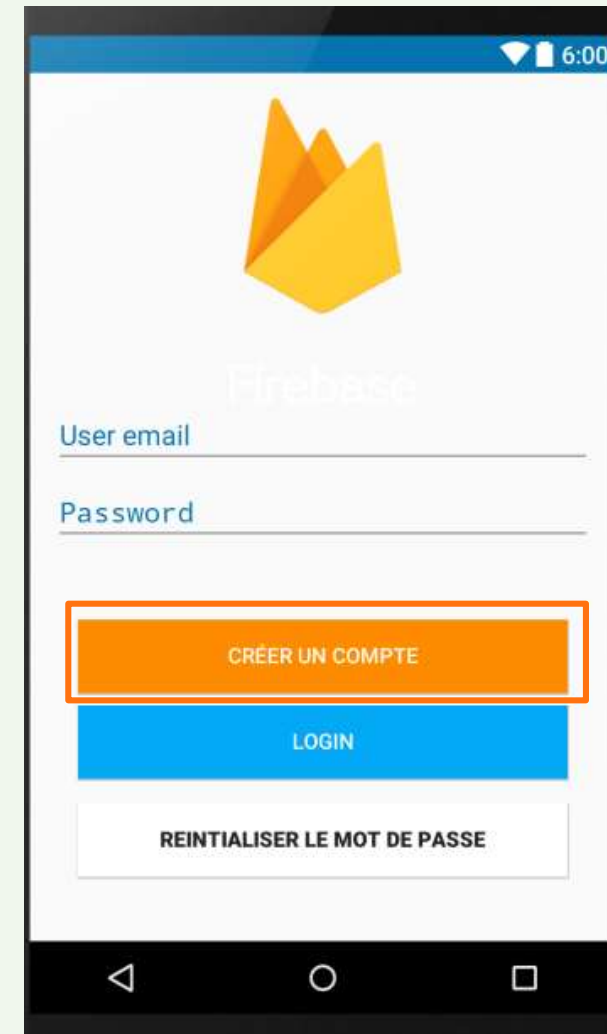 6:00
Firebase
User email
Password
CRÉER UN COMPTE
LOGIN
REINTIALISER LE MOT DE PASSE